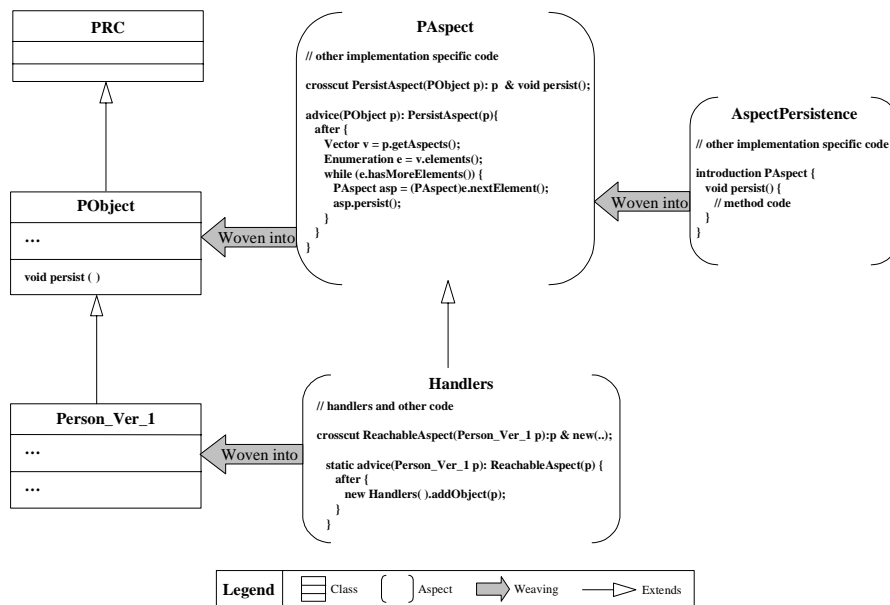 PRC
PObject
...
void persist ( )
Person_Ver_1
...
...
Woven into
Woven into
PAspect
// other implementation specific code
crosscut PersistAspect(PObject p): p & void persist();
advice(PObject p): PersistAspect(p){
after {
Vector v = p.getAspects();
Enumeration e = v.elements();
while (e.hasMoreElements()) {
PAspect asp = (PAspect)e.nextElement();
asp.persist();
}
}
}
Woven into
AspectPersistence
// other implementation specific code
introduction PAspect {
void persist() {
// method code
}
}
Handlers
// handlers and other code
crosscut ReachableAspect(Person_Ver_1 p):p & new(..);
static advice(Person_Ver_1 p): ReachableAspect(p) {
after {
new Handlers( ).addObject(p);
}
}
Legend
Class
Aspect
Weaving
Extends